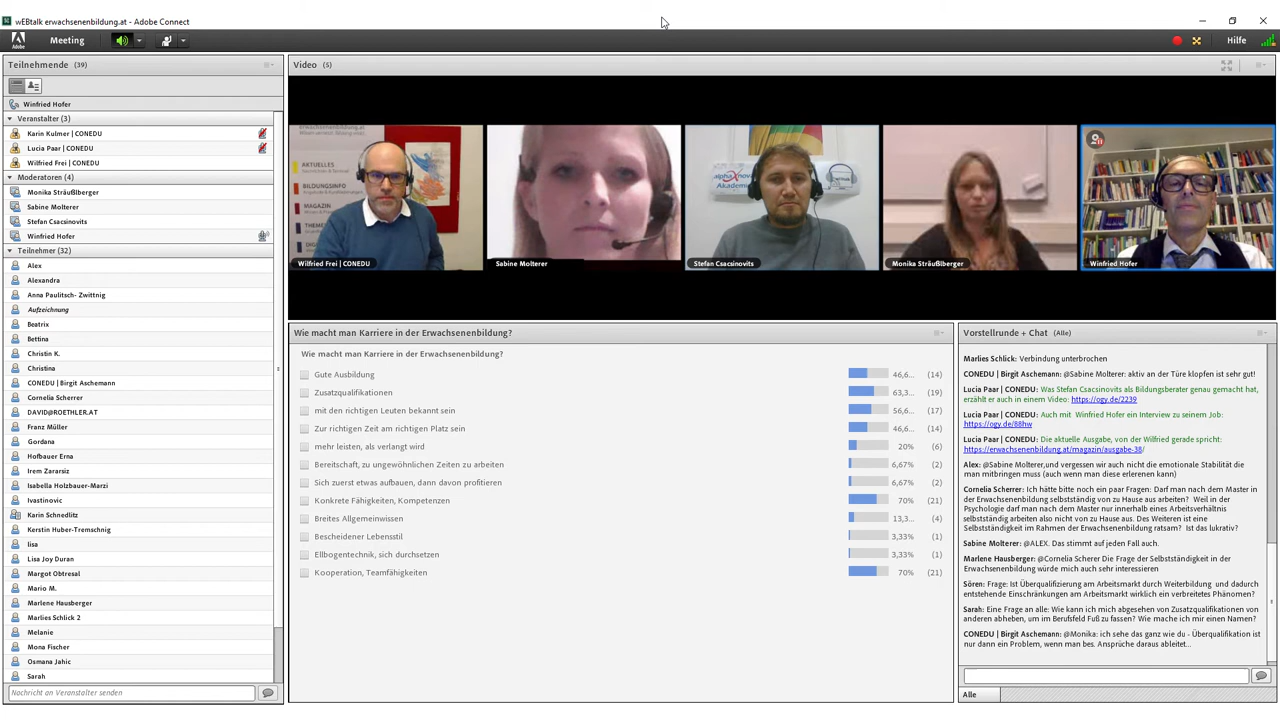 wEBtalk erwachsenenbildung.at - Adobe Connect
Adobe
Meeting
Hilfe
Teilnehmende (39)
Winfried Hofer
Veranstalter (3)
Karin Kulmer | CONEDU
Lucia Paar | CONEDU
Wilfried Frei | CONEDU
Moderatoren (4)
Monika Sträußlberger
Sabine Molterer
Stefan Csacsinovits
Winfried Hofer
Teilnehmer (32)
Alex
Alexandra
Anna Paulitsch- Zwittnig
Aufzeichnung
Beatrix
Bettina
Christin K.
Christina
CONEDU | Birgit Aschemann
Cornelia Scherrer
DAVID@ROETHLER.AT
Franz Müller
Gordana
Hofbauer Erna
Irem Zararsiz
Isabella Hotzbauer-Marzi
Ivastinovic
Karin Schnedlitz
Kerstin Huber-Tremschnig
lisa
Lisa Joy Duran
Margot Obtresal
Mario M.
Marlene Hausberger
Marlies Schlick 2
Melanie
Mona Fischer
Osmana Jahic
Sarah
Nachricht an Veranstalter senden
Video (5)
AKTUELLES
BILDUNGSINFO
MAGAZIN
Wilfried Frei | CONEDU
Sabine Molterer
Akademie
Stefan Csacsinovits
Monika Sträußlberger
Winfried Hofer
Wie macht man Karriere in der Erwachsenenbildung?
Wie macht man Karriere in der Erwachsenenbildung?
Gute Ausbildung 46,6... (14)
Zusatzqualifikationen 63,3... (19)
mit den richtigen Leuten bekannt sein 56,6... (17)
Zur richtigen Zeit am richtigen Platz sein 46,6... (14)
mehr leisten, als verlangt wird 20% (6)
Bereitschaft, zu ungewöhnlichen Zeiten zu arbeiten 6,67% (2)
Sich zuerst etwas aufbauen, dann davon profitieren 6,67% (2)
Konkrete Fähigkeiten, Kompetenzen 70% (21)
Breites Allgemeinwissen 13,3... (4)
Bescheidener Lebensstil 3,33% (1)
Ellbogentechnik, sich durchsetzen 3,33% (1)
Kooperation, Teamfähigkeiten 70% (21)
Vorstellrunde + Chat (Alle)
Marlies Schlick: Verbindung unterbrochen
CONEDU | Birgit Aschemann: @Sabine Molterer: aktiv an der Türe klopfen ist sehr gut!
Lucia Paar | CONEDU: Was Stefan Csacsinovits als Bildungsberater genau gemacht hat,
erzählt er auch in einem Video: https://ogy.de/2239
Lucia Paar | CONEDU: Auch mit Winfried Hofer ein Interview zu seinem Job:
https://ogy.de/88hw
Lucia Paar | CONEDU: Die aktuelle Ausgabe, von der Wilfried gerade spricht:
https://erwachsenenbildung.at/magazin/ausgabe-38/
Alex: @Sabine Molterer,und vergessen wir auch nicht die emotionale Stabilität die
man mitbringen muss (auch wenn man diese erlerenen kann)
Cornelia Scherrer: Ich hätte bitte noch ein paar Fragen: Darf man nach dem Master in
der Erwachsenenbildung selbstständig von zu Hause aus arbeiten? Weil in der
Psychologie darf man nach dem Master nur innerhalb eines Arbeitsverhältnis
selbstständig arbeiten also nicht von zu Hause aus. Des Weiteren ist eine
Selbstständigkeit im Rahmen der Erwachsenenbildung ratsam? Ist das lukrativ?
Sabine Molterer: @ALEX. Das stimmt auf jeden Fall auch.
Marlene Hausberger: @Cornelia Scherer Die Frage der Selbstständigkeit in der
Erwachsenenbildung würde mich auch sehr interessieren
Sören: Frage: Ist Überqualifizierung am Arbeitsmarkt durch Weiterbildung und dadurch
entstehende Einschränkungen am Arbeitsmarkt wirklich ein verbreitetes Phänomen?
Sarah: Eine Frage an alle: Wie kann ich mich abgesehen von Zusatzqualifikationen von
anderen abheben, um im Berufsfeld Fuß zu fassen? Wie mache ich mir einen Namen?
CONEDU | Birgit Aschemann: @Monika: ich sehe das ganz wie du - Überqualifikation ist
nur dann ein Problem, wenn man bes. Ansprüche daraus ableitet...
Alle